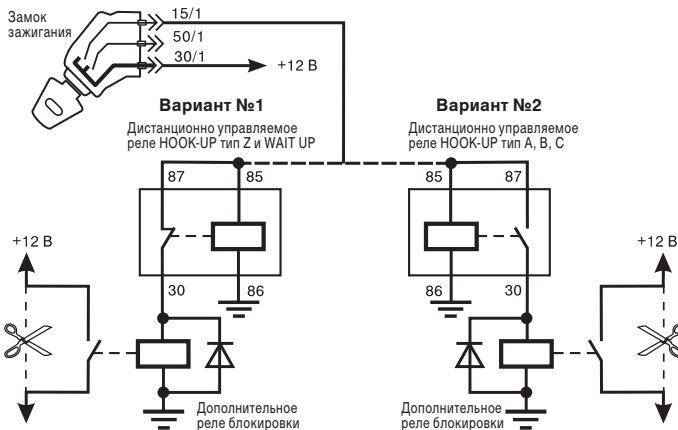 Замок
зажигания
15/1
50/1
30/1
+12 В
Вариант №1
Дистанционно управляемое
реле HOOK-UP тип Z и WAIT UP
Вариант №2
Дистанционно управляемое
реле HOOK-UP тип A, B, C
87
85
85
87
+12 В
+12 В
30
86
86
30
Дополнительное
реле блокировки
Дополнительное
реле блокировки